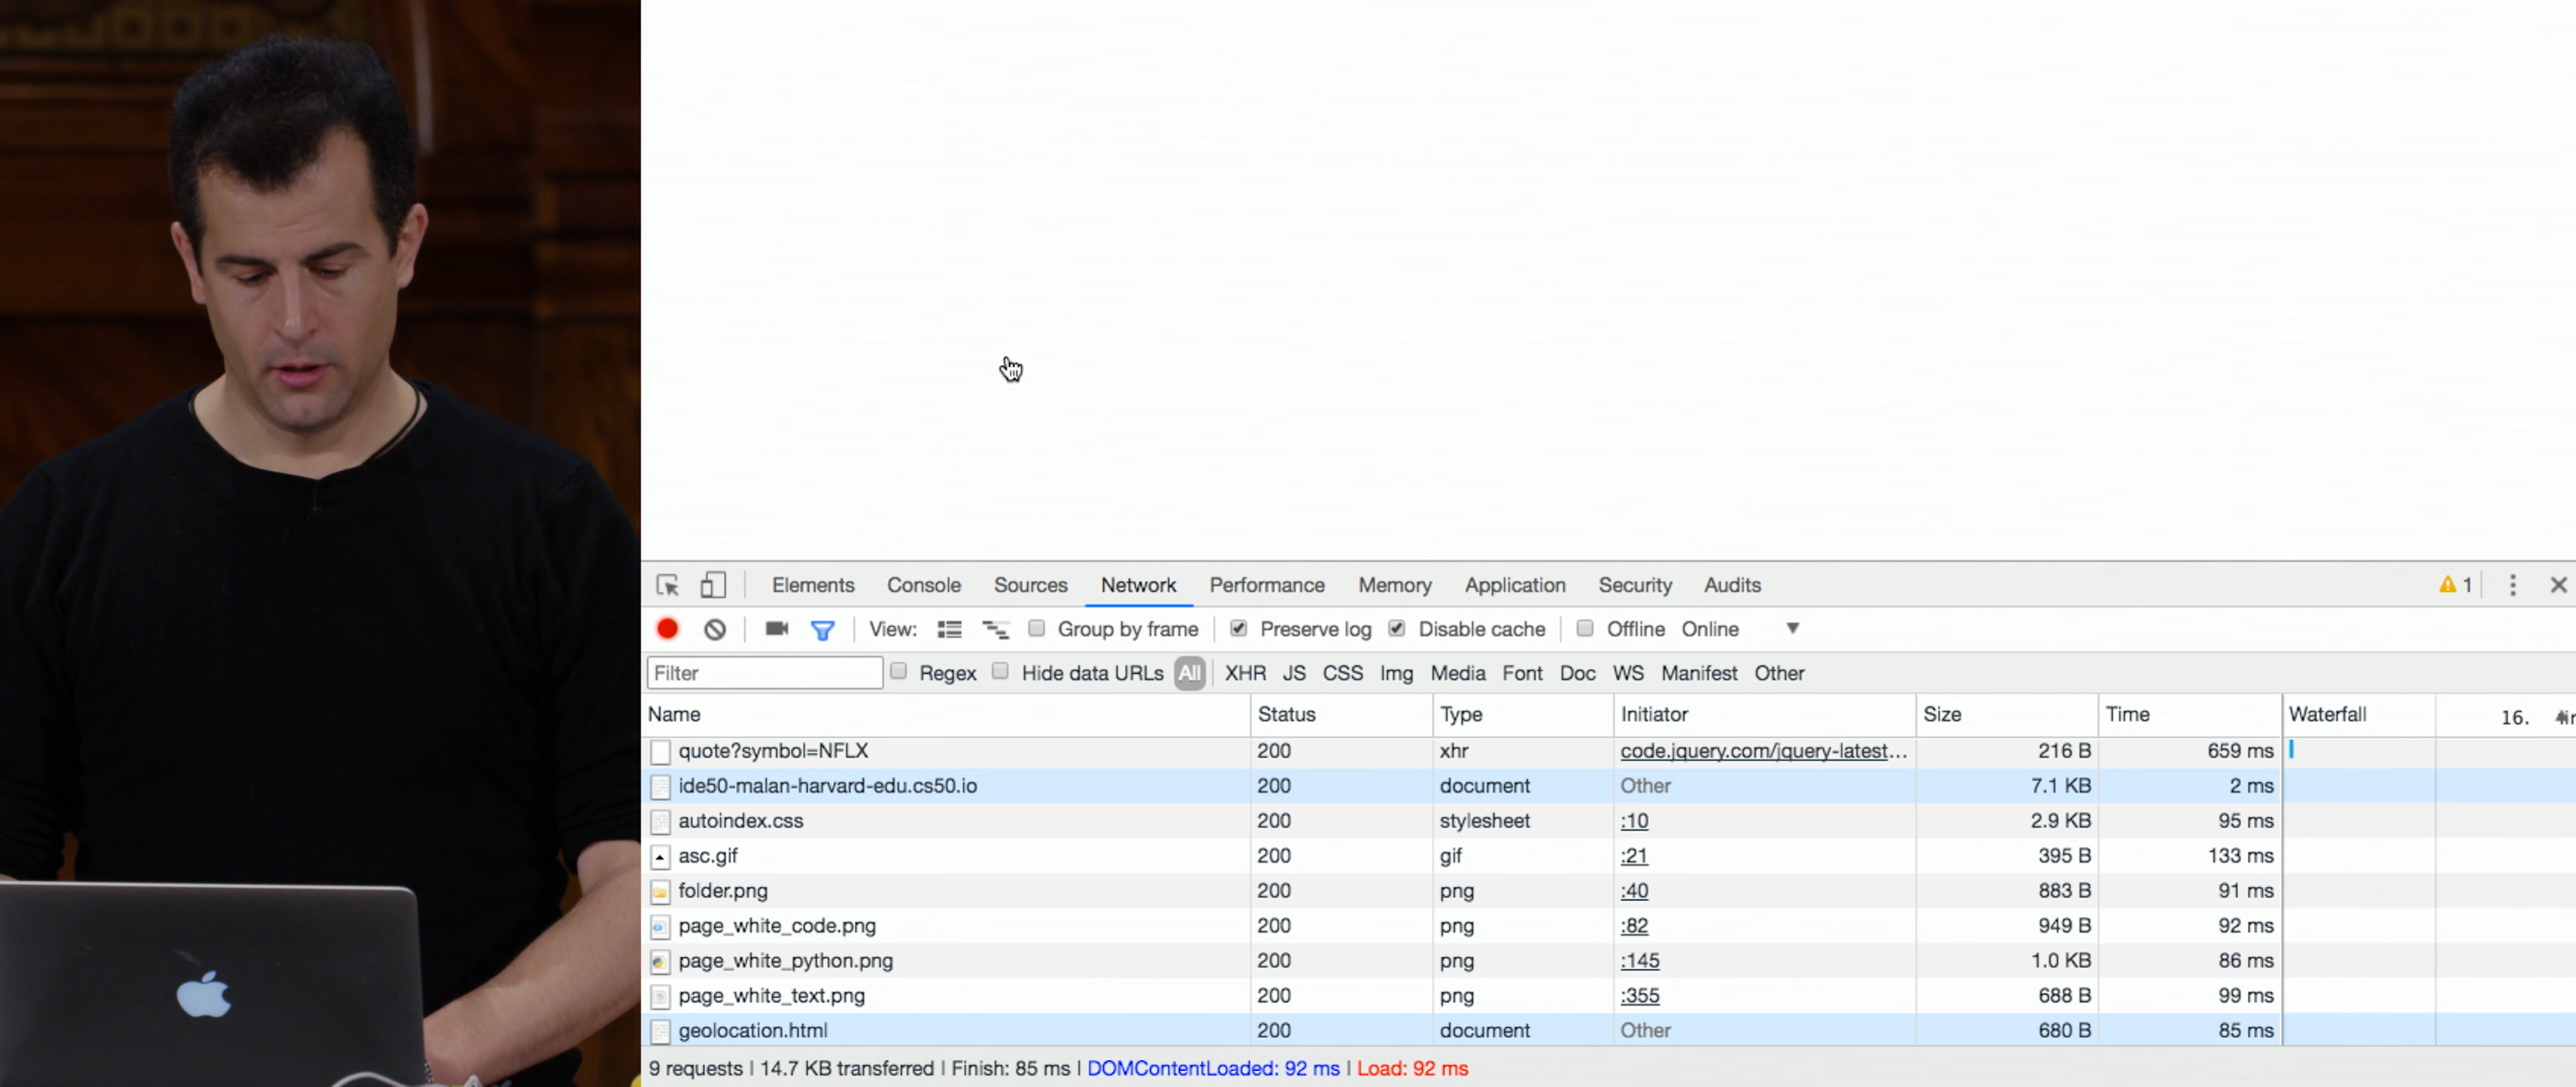 Elements Console Sources Network Performance Memory Application Security Audits 1
View: Group by frame Preserve log Disable cache Offline Online
Filter Regex Hide data URLs All XHR JS CSS Img Media Font Doc WS Manifest Other
Name Status Type Initiator Size Time Waterfall 16.
quote?symbol=NFLX 200 xhr code.jquery.com/jquery-latest… 216 B 659 ms
ide50-malan-harvard-edu.cs50.io 200 document Other 7.1 KB 2 ms
autoindex.css 200 stylesheet :10 2.9 KB 95 ms
asc.gif 200 gif :21 395 B 133 ms
folder.png 200 png :40 883 B 91 ms
page_white_code.png 200 png :82 949 B 92 ms
page_white_python.png 200 png :145 1.0 KB 86 ms
page_white_text.png 200 png :355 688 B 99 ms
geolocation.html 200 document Other 680 B 85 ms
9 requests | 14.7 KB transferred | Finish: 85 ms | DOMContentLoaded: 92 ms | Load: 92 ms